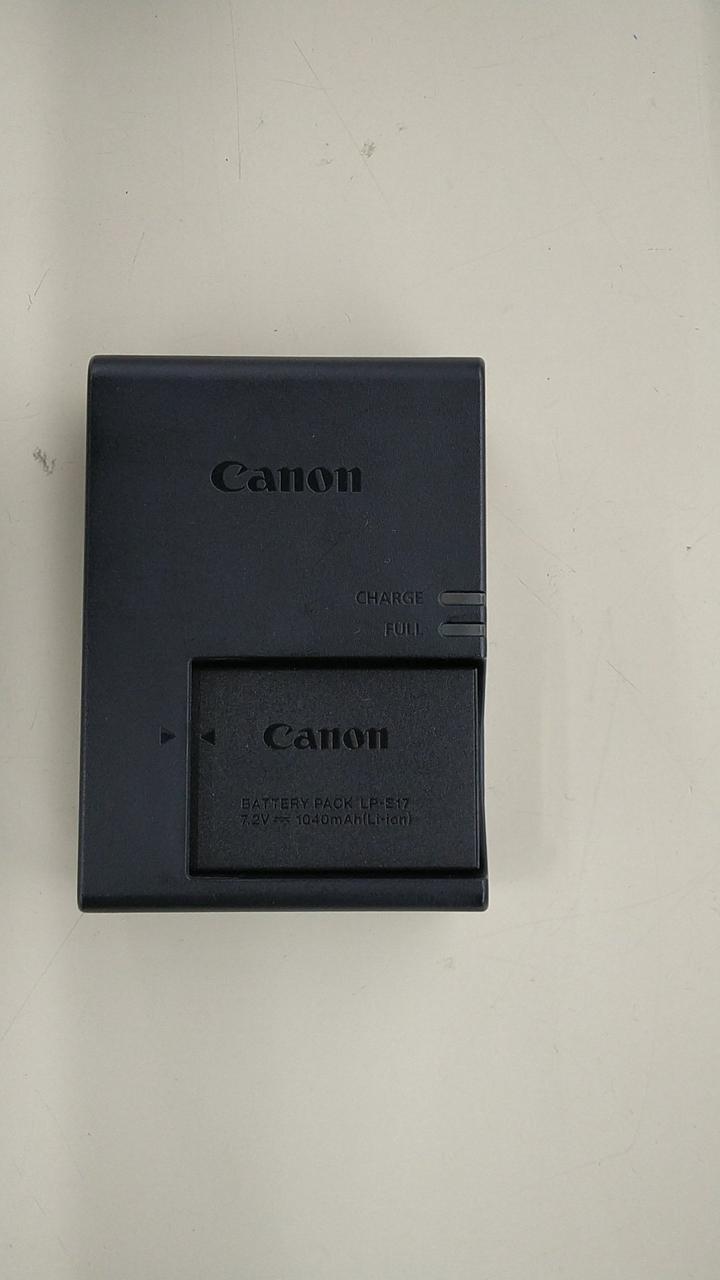 Canon
CHARGE
FULL
Canon
BATTERY PACK LP-E17
7.2V⎓1040mAh(Li-ion)